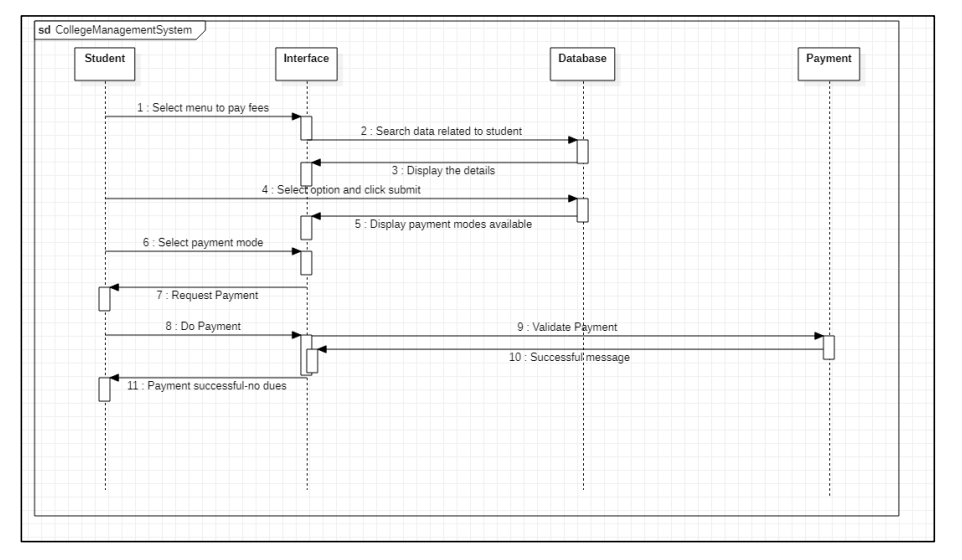 sd CollegeManagementSystem
Student
Interface
Database
Payment
1 : Select menu to pay fees
2 : Search data related to student
3 : Display the details
4 : Select option and click submit
5 : Display payment modes available
6 : Select payment mode
7 : Request Payment
8 : Do Payment
9 : Validate Payment
10 : Successful message
11 : Payment successful-no dues